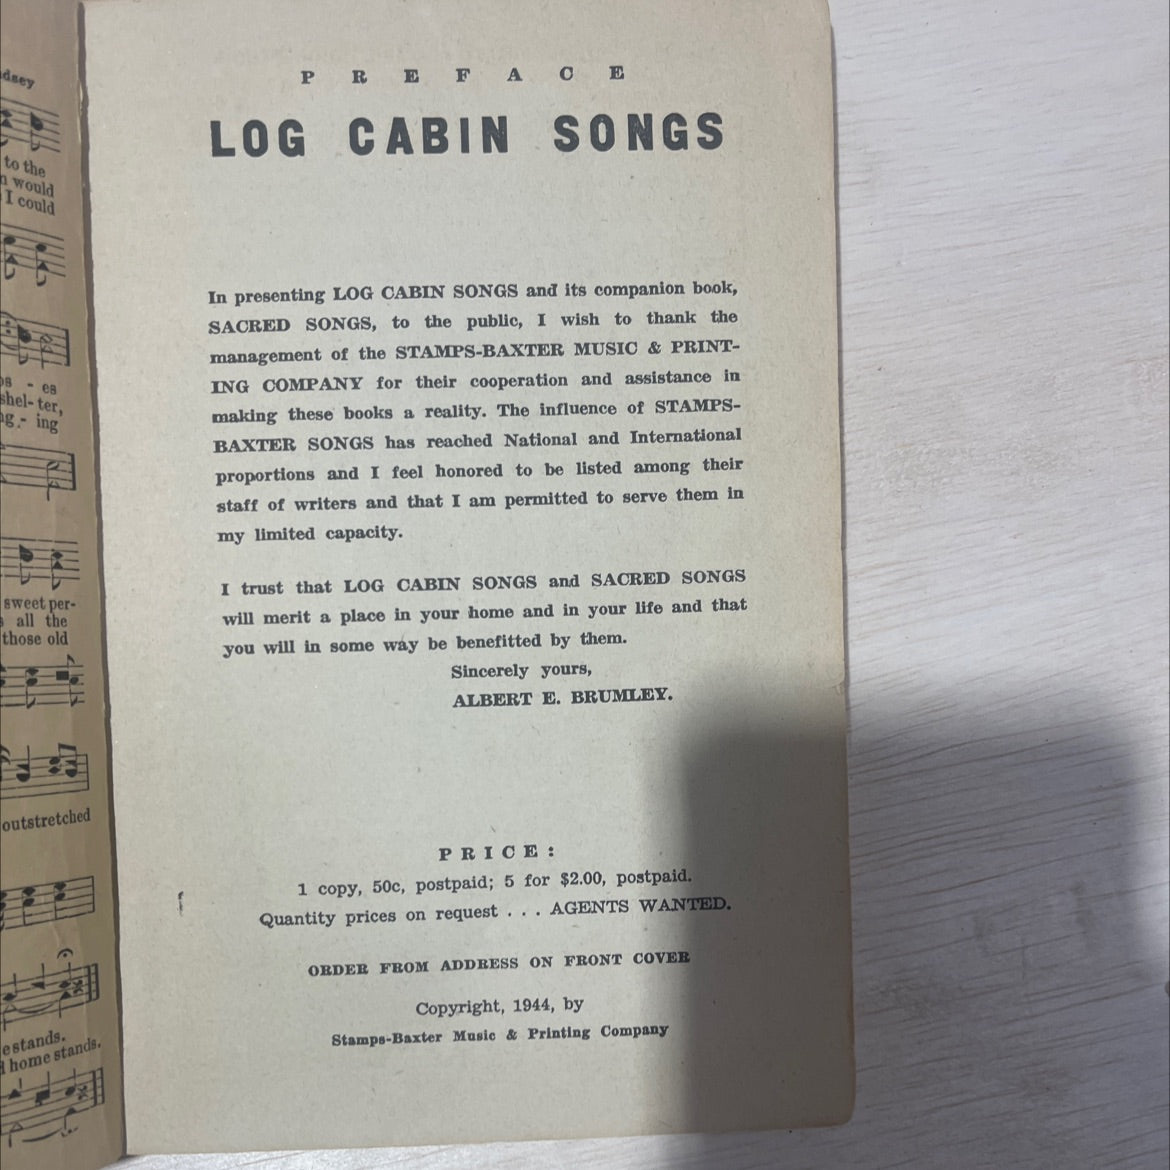 dsey
to the
n would
I could
es
shel- ter,
ing
sweet per-
all the
those old
outstretched
e stands.
home stands.
P R E F A C E
LOG CABIN SONGS
In presenting LOG CABIN SONGS and its companion book,
SACRED SONGS, to the public, I wish to thank the
management of the STAMPS-BAXTER MUSIC & PRINT-
ING COMPANY for their cooperation and assistance in
making these books a reality. The influence of STAMPS-
BAXTER SONGS has reached National and International
proportions and I feel honored to be listed among their
staff of writers and that I am permitted to serve them in
my limited capacity.
I trust that LOG CABIN SONGS and SACRED SONGS
will merit a place in your home and in your life and that
you will in some way be benefitted by them.
Sincerely yours,
ALBERT E. BRUMLEY.
P R I C E :
1 copy, 50c, postpaid; 5 for $2.00, postpaid.
Quantity prices on request . . . AGENTS WANTED.
ORDER FROM ADDRESS ON FRONT COVER
Copyright, 1944, by
Stamps-Baxter Music & Printing Company